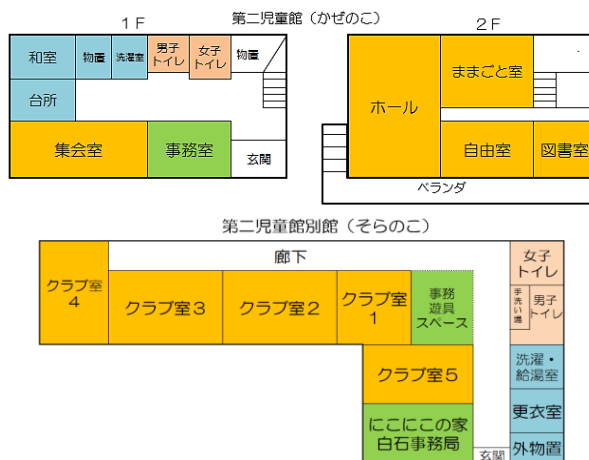 第二児童館（かぜのこ）
1F
2F
和室
物置
洗濯室
男子
トイレ
女子
トイレ
物置
台所
集会室
事務室
玄関
ホール
ままごと室
自由室
図書室
ベランダ
第二児童館別館（そらのこ）
廊下
クラブ室
4
クラブ室3
クラブ室2
クラブ室
1
事務
遊具
スペース
女子
トイレ
手洗い場
男子
トイレ
クラブ室5
洗濯・
給湯室
にこにこの家
白石事務局
更衣室
玄関
外物置